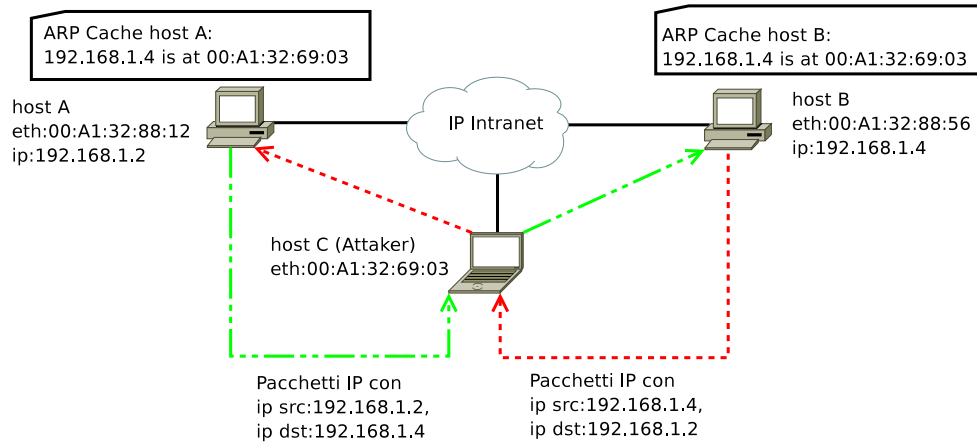 ARP Cache host A:
192.168.1.4 is at 00:A1:32:69:03
ARP Cache host B:
192.168.1.4 is at 00:A1:32:69:03
host A
eth:00:A1:32:88:12
ip:192.168.1.2
IP Intranet
host B
eth:00:A1:32:88:56
ip:192.168.1.4
host C (Attaker)
eth:00:A1:32:69:03
Pacchetti IP con
ip src:192.168.1.2,
ip dst:192.168.1.4
Pacchetti IP con
ip src:192.168.1.4,
ip dst:192.168.1.2